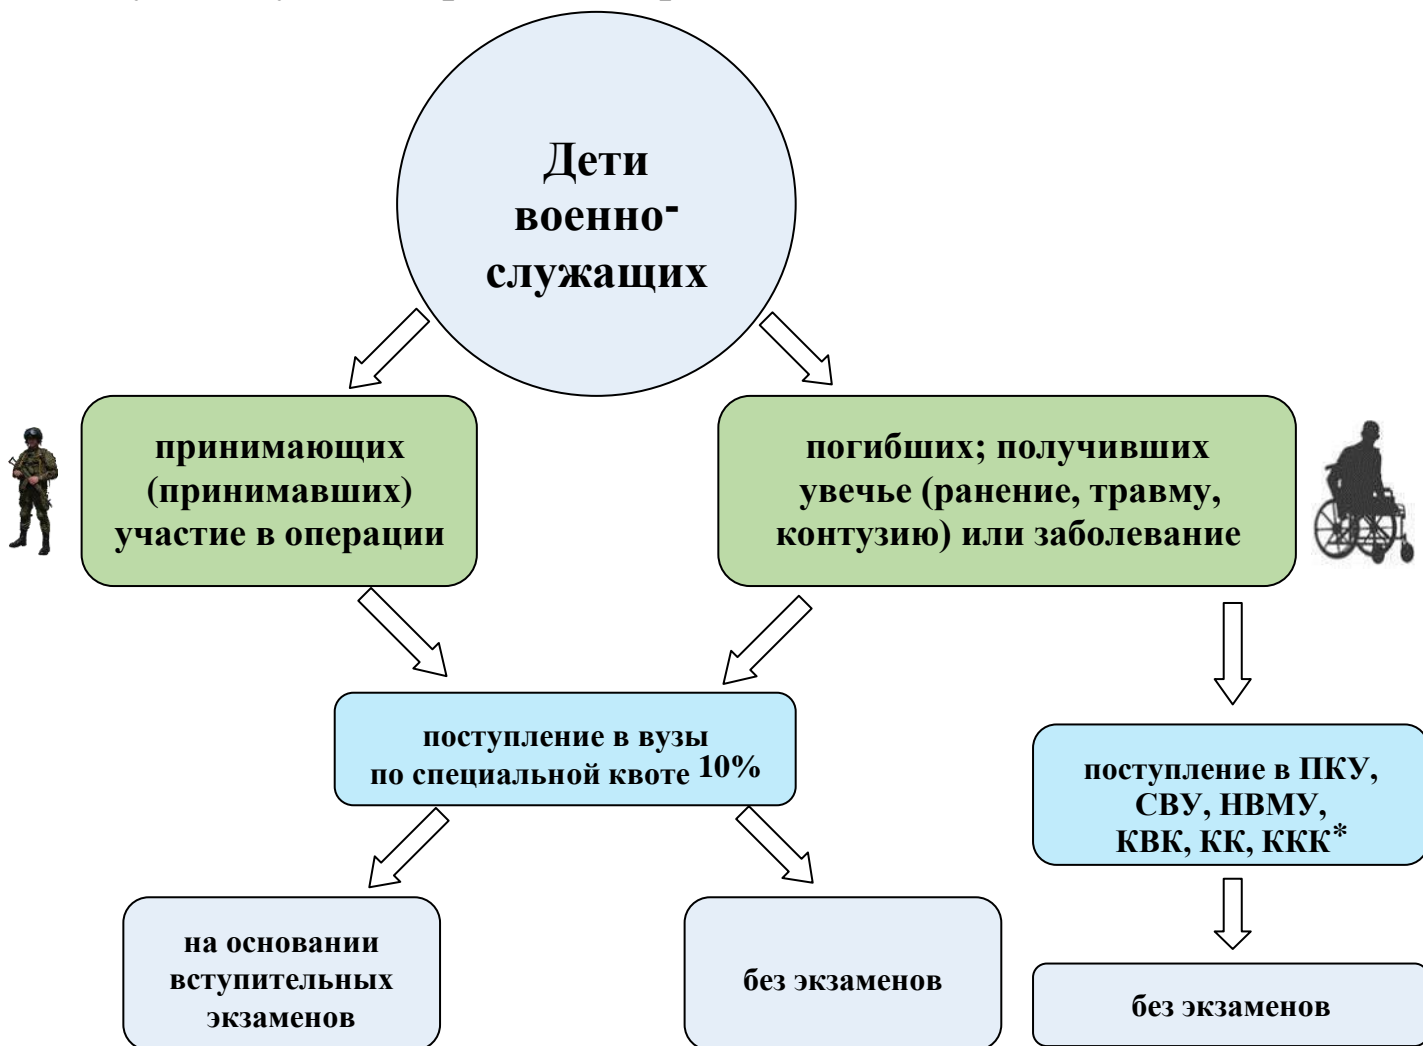 Дети
военно-
служащих
принимающих
(принимавших)
участие в операции
погибших; получивших
увечье (ранение, травму,
контузию) или заболевание
поступление в вузы
по специальной квоте 10%
поступление в ПКУ,
СВУ, НВМУ,
КВК, КК, ККК*
на основании
вступительных
экзаменов
без экзаменов
без экзаменов